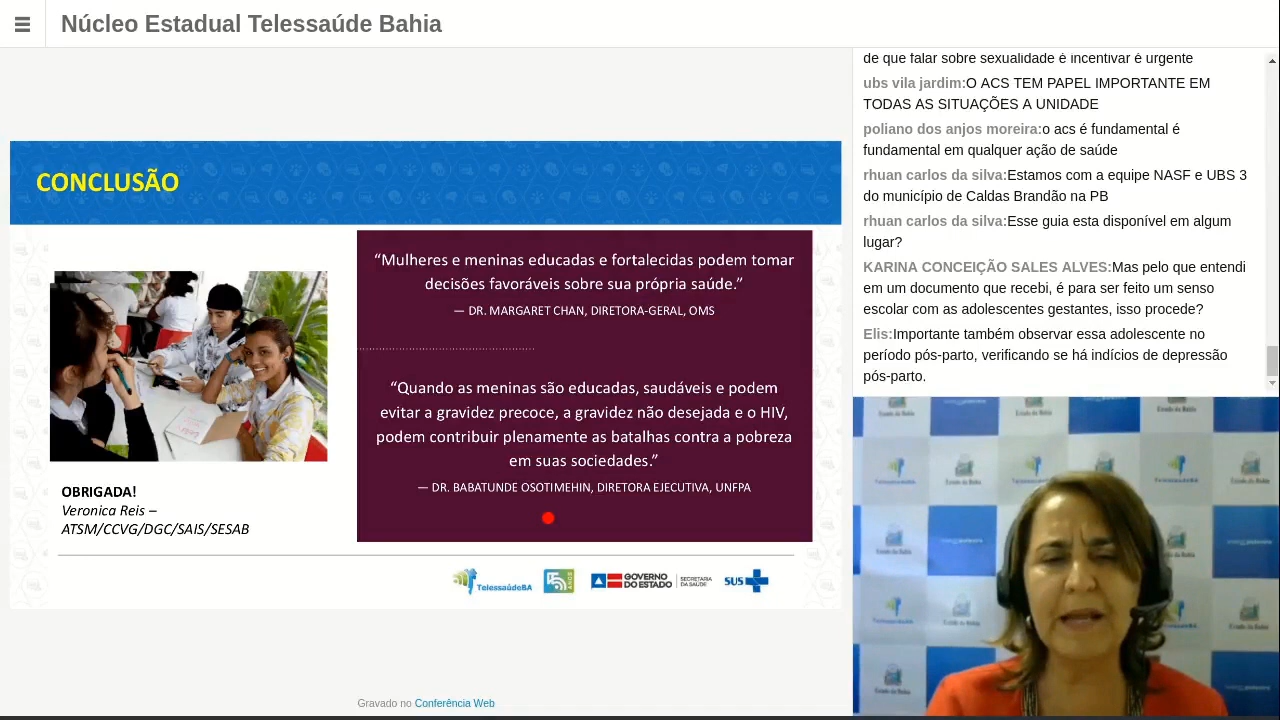 Núcleo Estadual Telessaúde Bahia
CONCLUSÃO
“Mulheres e meninas educadas e fortalecidas podem tomar
decisões favoráveis sobre sua própria saúde.”
— DR. MARGARET CHAN, DIRETORA-GERAL, OMS
“Quando as meninas são educadas, saudáveis e podem
evitar a gravidez precoce, a gravidez não desejada e o HIV,
podem contribuir plenamente as batalhas contra a pobreza
em suas sociedades.”
— DR. BABATUNDE OSOTIMEHIN, DIRETORA EJECUTIVA, UNFPA
OBRIGADA!
Veronica Reis –
ATSM/CCVG/DGC/SAIS/SESAB
TelessaúdeBA
GOVERNO
DO ESTADO
SECRETARIA
DA SAÚDE
SUS
Gravado no Conferência Web
de que falar sobre sexualidade é incentivar é urgente
ubs vila jardim:O ACS TEM PAPEL IMPORTANTE EM
TODAS AS SITUAÇÕES A UNIDADE
poliano dos anjos moreira:o acs é fundamental é
fundamental em qualquer ação de saúde
rhuan carlos da silva:Estamos com a equipe NASF e UBS 3
do município de Caldas Brandão na PB
rhuan carlos da silva:Esse guia esta disponível em algum
lugar?
KARINA CONCEIÇÃO SALES ALVES:Mas pelo que entendi
em um documento que recebi, é para ser feito um senso
escolar com as adolescentes gestantes, isso procede?
Elis:Importante também observar essa adolescente no
período pós-parto, verificando se há indícios de depressão
pós-parto.